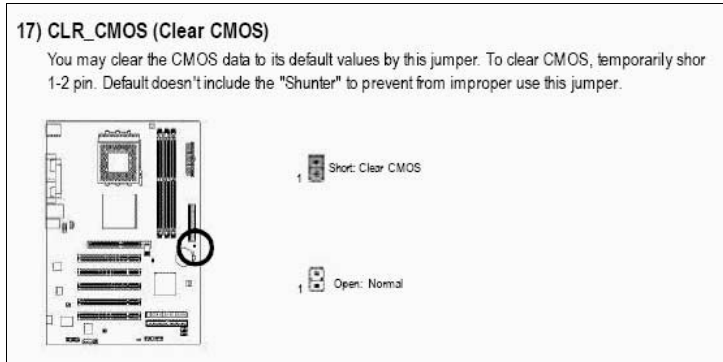 17) CLR_CMOS (Clear CMOS)
You may clear the CMOS data to its default values by this jumper. To clear CMOS, temporarily shor
1-2 pin. Default doesn't include the "Shunter" to prevent from improper use this jumper.
1 Short: Clear CMOS
1 Open: Normal